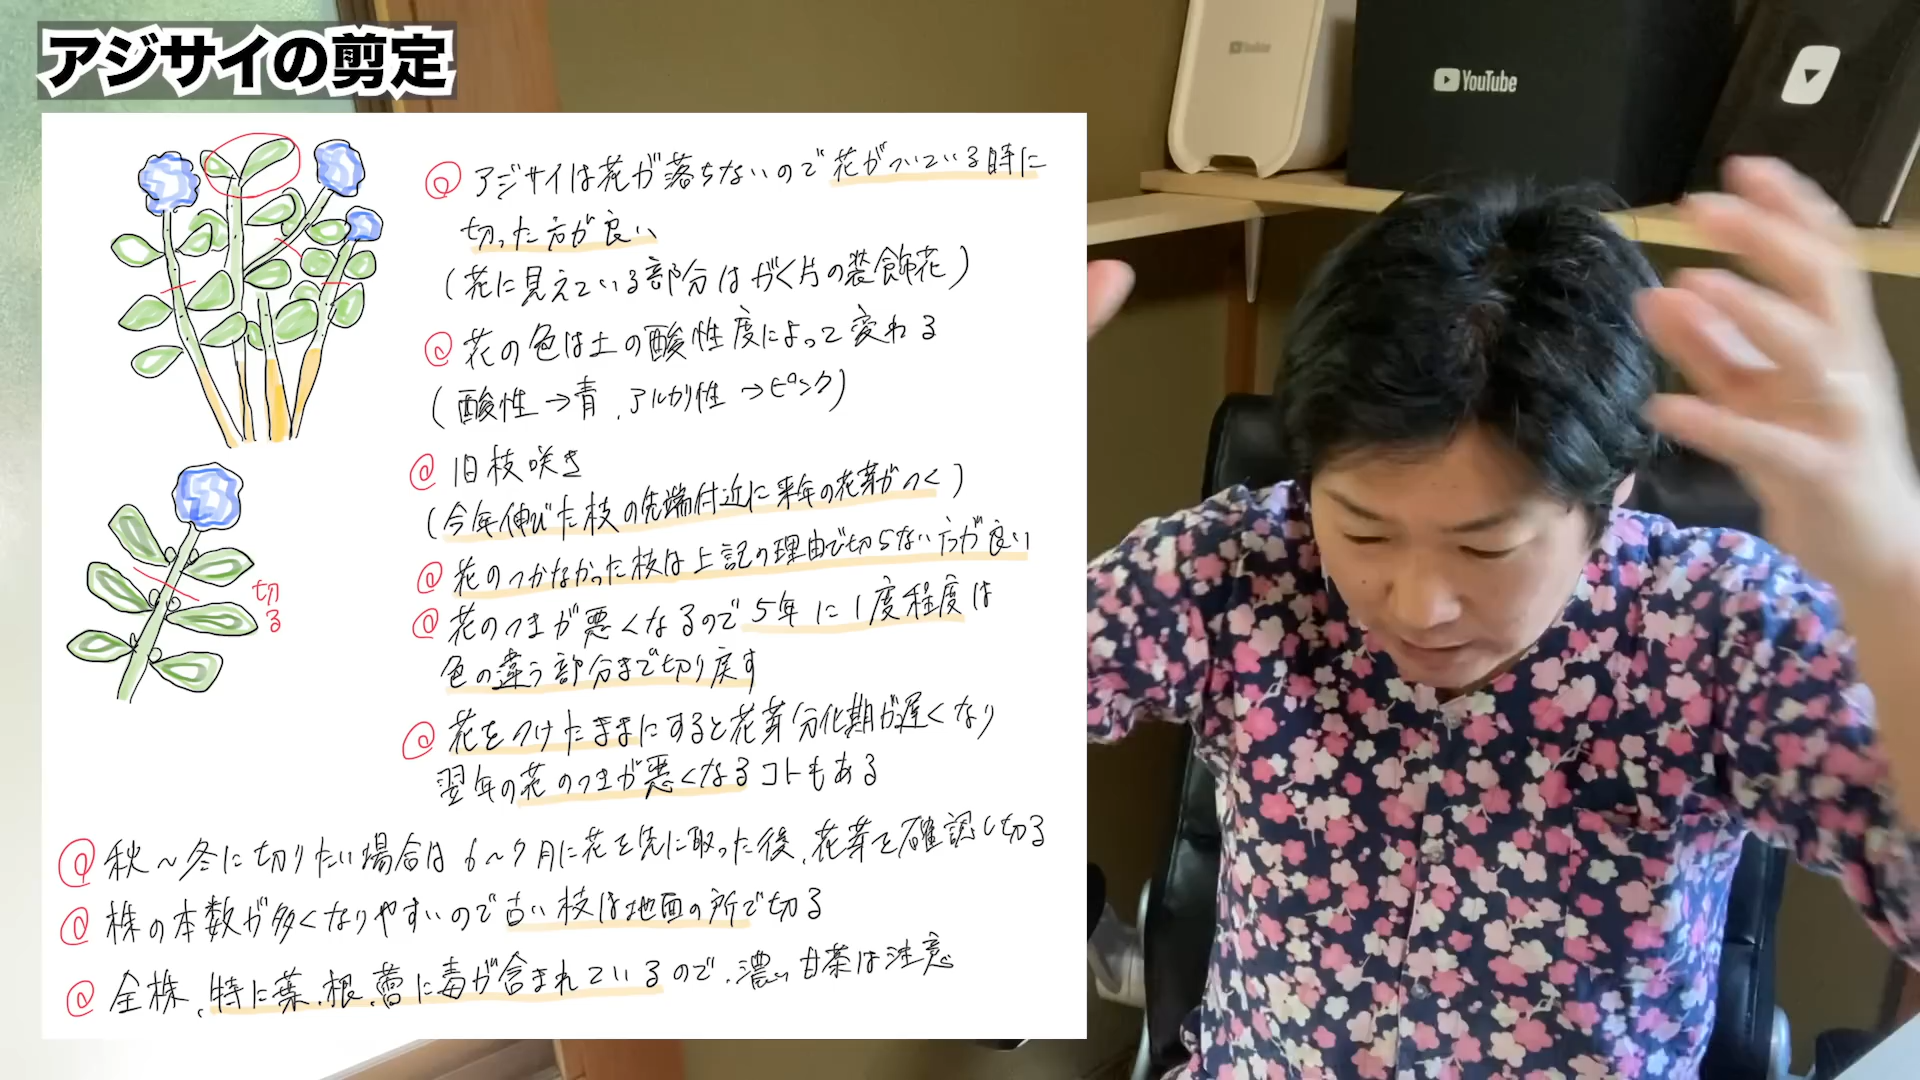 アジサイの剪定
YouTube
YouTube
@ アジサイは花が落ちないので花がついている時に
切った方が良い
(花に見えている部分はがく片の装飾花)
@ 花の色は土の酸性度によって変わる
(酸性→青、アルカリ性→ピンク)
@ 旧枝咲き
(今年伸びた枝の先端付近に来年の花芽がつく)
@ 花のつかなかった枝は上記の理由で切らない方が良い
@ 花のつきが悪くなるので5年に1度程度は
色の違う部分まで切り戻す
切る
@ 花をつけたままにすると花芽分化期が遅くなり
翌年の花のつきが悪くなるコトもある
@ 秋〜冬に切りたい場合は6〜7月に花を先に取った後、花芽を確認し切る
@ 株の本数が多くなりやすいので古い枝は地面の所で切る
@ 全株、特に葉、根、蕾に毒が含まれているので、濃い甘茶は注意